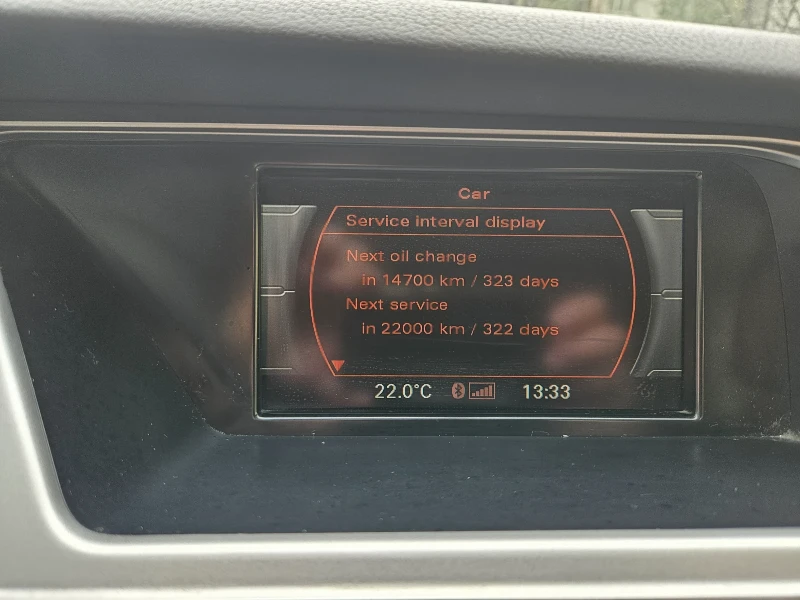 Car
Service interval display
Next oil change
in 14700 km / 323 days
Next service
in 22000 km / 322 days
22.0°C 13:33